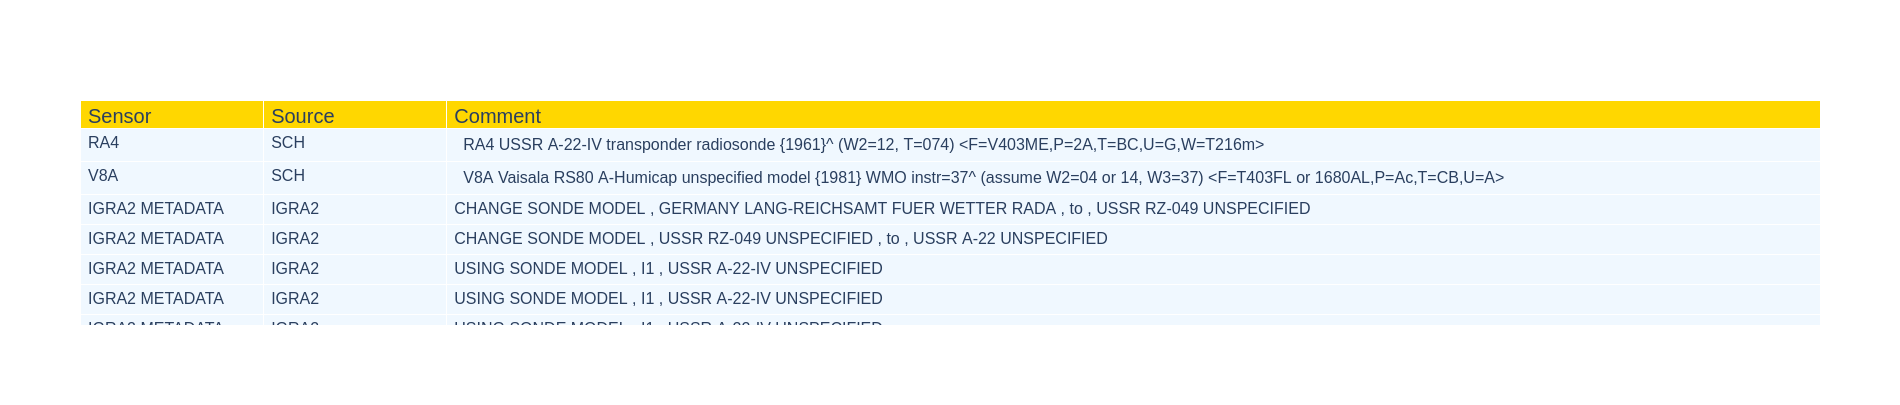 Sensor Source Comment
RA4 SCH RA4 USSR A-22-IV transponder radiosonde {1961}^ (W2=12, T=074) <F=V403ME,P=2A,T=BC,U=G,W=T216m>
V8A SCH V8A Vaisala RS80 A-Humicap unspecified model {1981} WMO instr=37^ (assume W2=04 or 14, W3=37) <F=T403FL or 1680AL,P=Ac,T=CB,U=A>
IGRA2 METADATA IGRA2 CHANGE SONDE MODEL , GERMANY LANG-REICHSAMT FUER WETTER RADA , to , USSR RZ-049 UNSPECIFIED
IGRA2 METADATA IGRA2 CHANGE SONDE MODEL , USSR RZ-049 UNSPECIFIED , to , USSR A-22 UNSPECIFIED
IGRA2 METADATA IGRA2 USING SONDE MODEL , I1 , USSR A-22-IV UNSPECIFIED
IGRA2 METADATA IGRA2 USING SONDE MODEL , I1 , USSR A-22-IV UNSPECIFIED